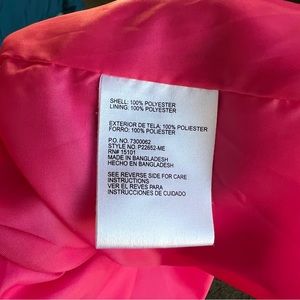 SHELL: 100% POLYESTER
LINING: 100% POLYESTER
EXTERIOR DE TELA: 100% POLIESTER
FORRO: 100% POLIESTER
P.O. NO. 7300062
STYLE NO. P22652-ME
RN# 15101
MADE IN BANGLADESH
HECHO EN BANGLADESH
SEE REVERSE SIDE FOR CARE
INSTRUCTIONS
VER EL REVES PARA
INSTRUCCIONES DE CUIDADO